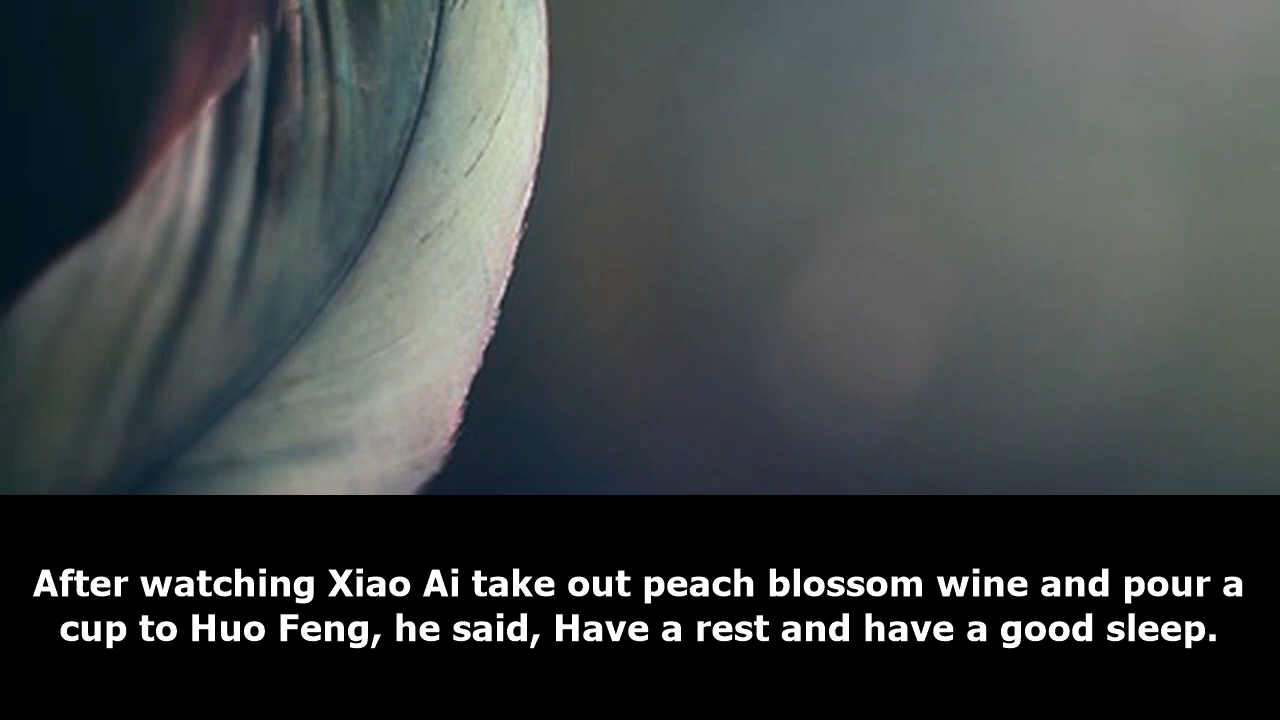 After watching Xiao Ai take out peach blossom wine and pour a
cup to Huo Feng, he said, Have a rest and have a good sleep.